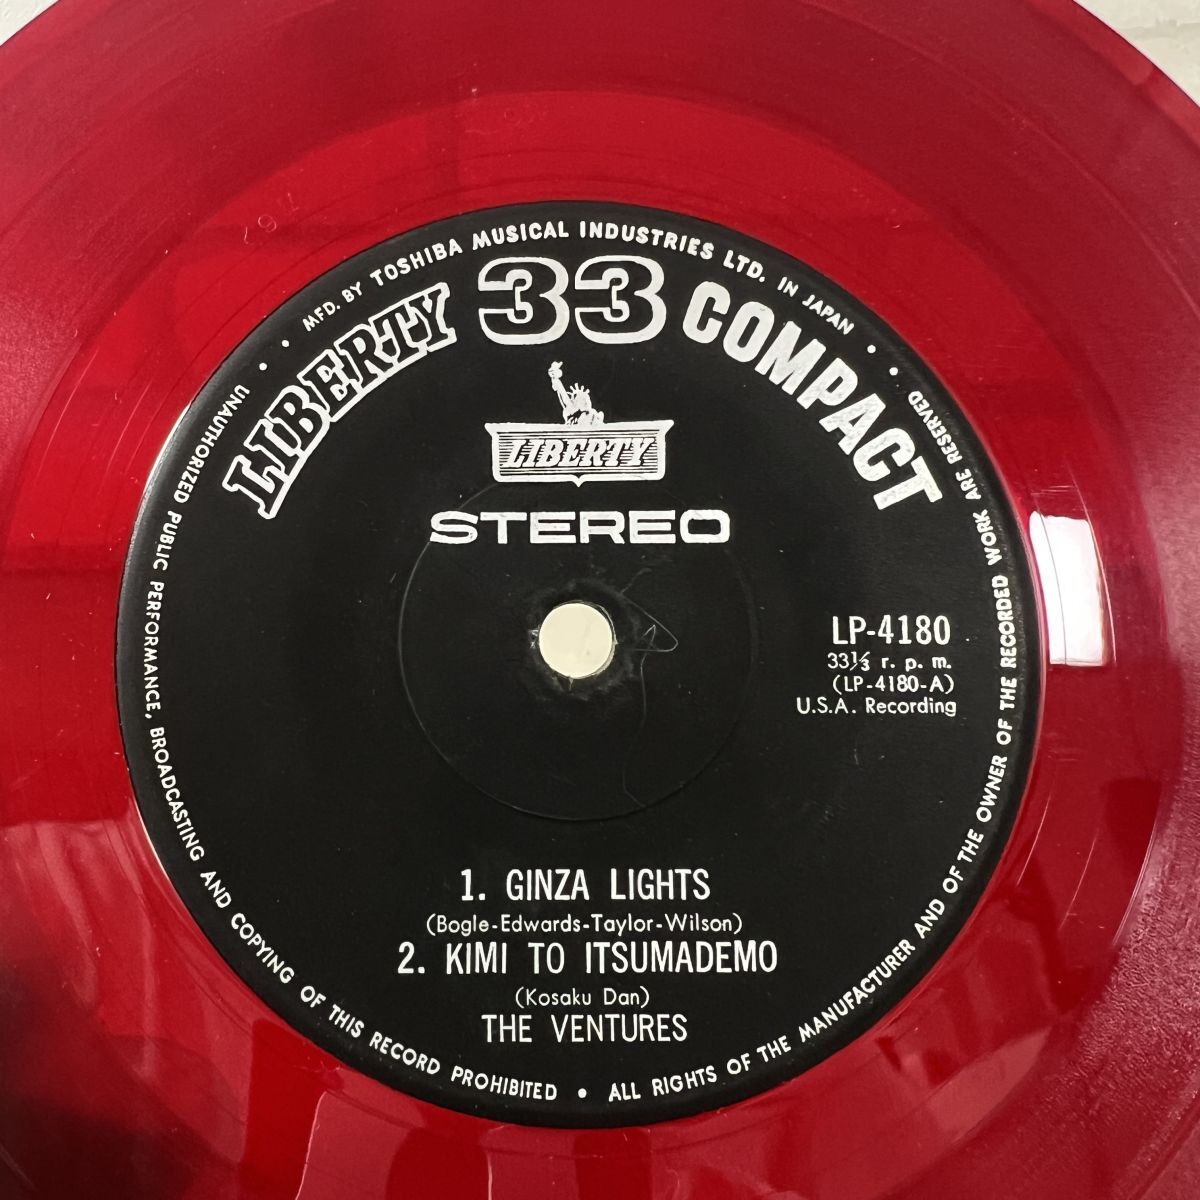 MFD. BY TOSHIBA MUSICAL INDUSTRIES LTD. IN JAPAN
LIBERTY 33 COMPACT
LIBERTY
STEREO
LP-4180
33⅓ r. p. m.
(LP-4180-A)
U.S.A. Recording
1. GINZA LIGHTS
(Bogle-Edwards-Taylor-Wilson)
2. KIMI TO ITSUMADEMO
(Kosaku Dan)
THE VENTURES
UNAUTHORIZED PUBLIC PERFORMANCE, BROADCASTING AND COPYING OF THIS RECORD PROHIBITED • ALL RIGHTS OF THE MANUFACTURER AND OF THE OWNER OF THE RECORDED WORK ARE RESERVED